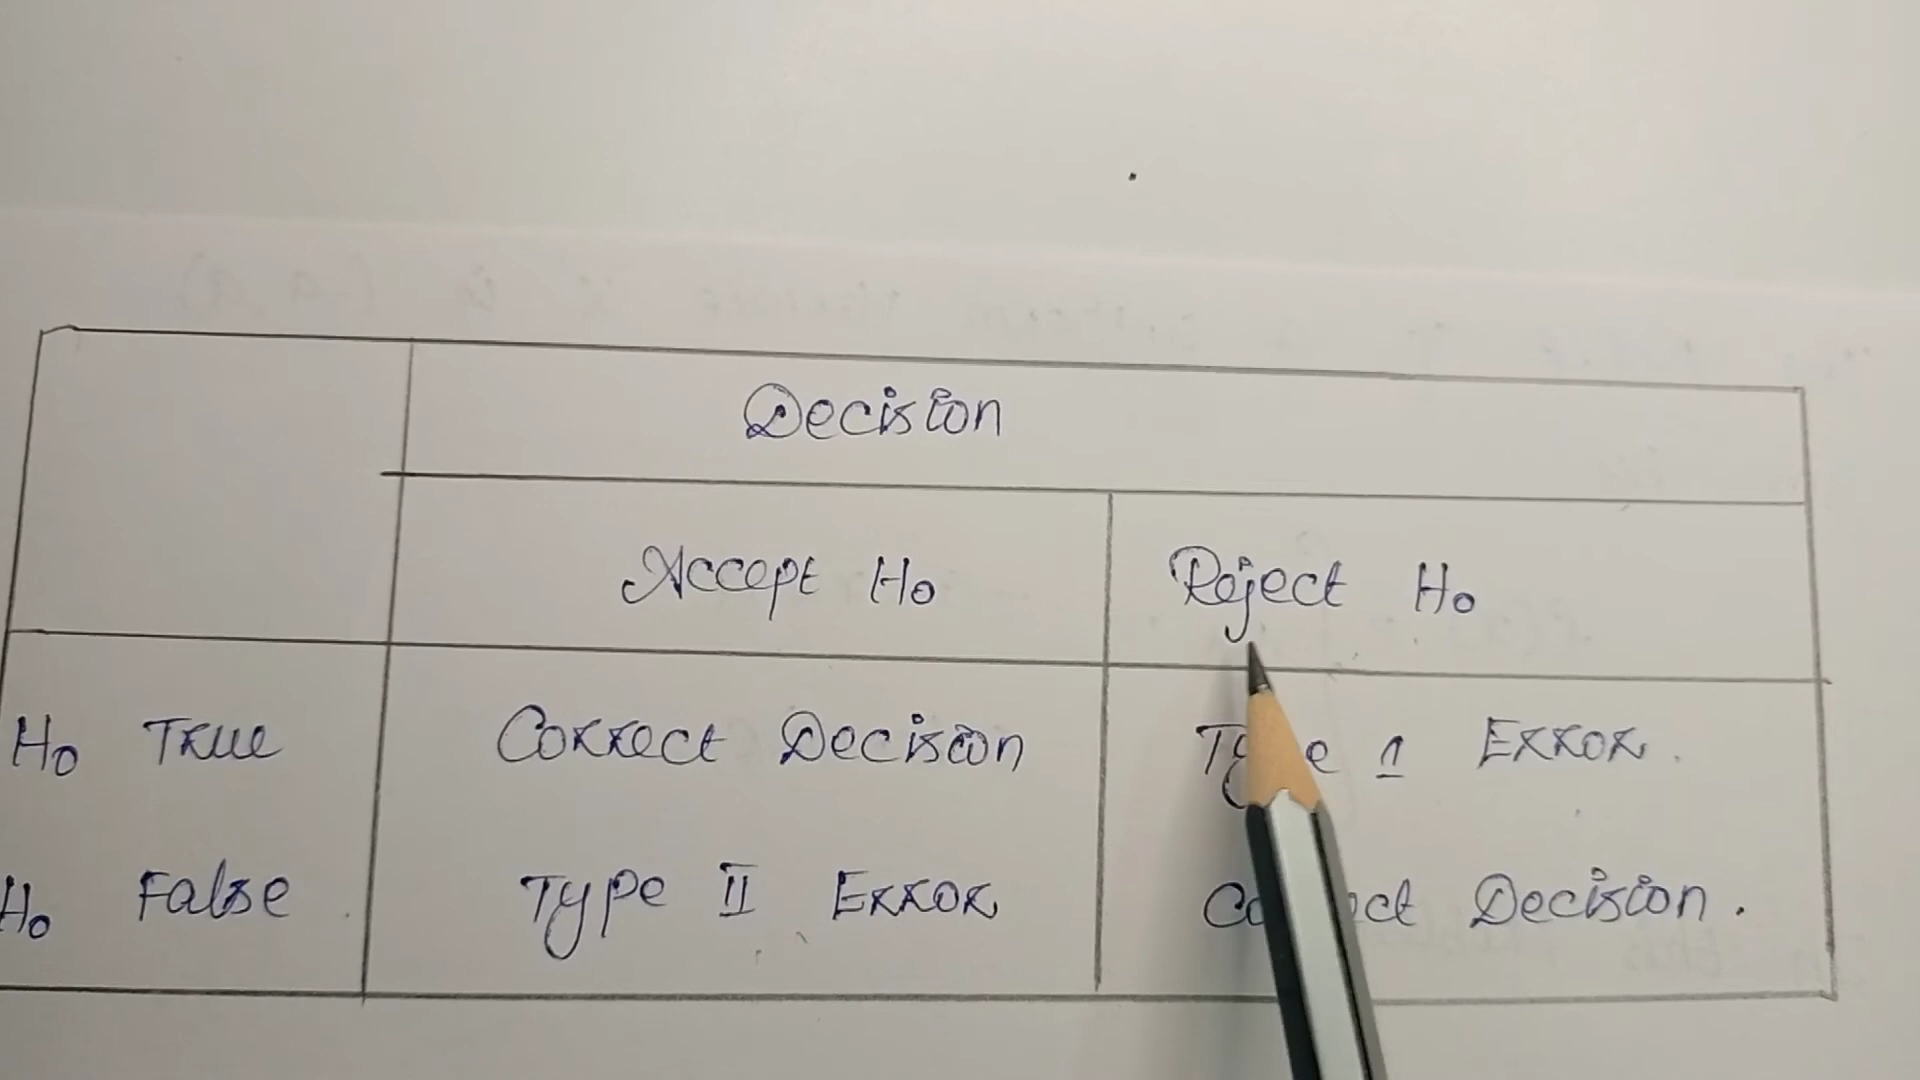 Decision
Accept H₀ Reject H₀
H₀ True Correct Decision 1 Error.
H₀ False Type II Error Decision.